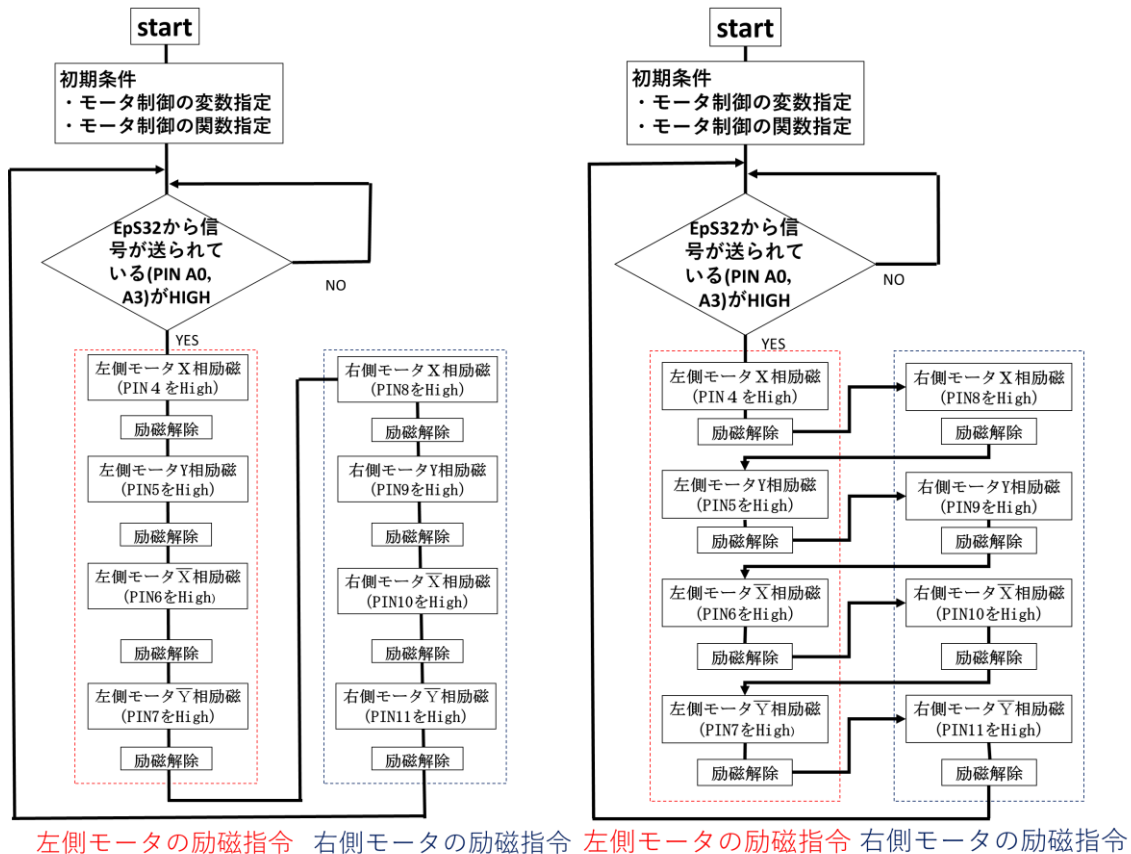 start
初期条件
・モータ制御の変数指定
・モータ制御の関数指定
EpS32から信
号が送られて
いる(PIN A0,
A3)がHIGH
NO
YES
左側モータX相励磁
(PIN４をHigh)
励磁解除
左側モータY相励磁
(PIN5をHigh)
励磁解除
左側モータX̅相励磁
(PIN6をHigh)
励磁解除
左側モータY̅相励磁
(PIN7をHigh)
励磁解除
右側モータX相励磁
(PIN8をHigh)
励磁解除
右側モータY相励磁
(PIN9をHigh)
励磁解除
右側モータX̅相励磁
(PIN10をHigh)
励磁解除
右側モータY̅相励磁
(PIN11をHigh)
励磁解除
左側モータの励磁指令
右側モータの励磁指令
start
初期条件
・モータ制御の変数指定
・モータ制御の関数指定
EpS32から信
号が送られて
いる(PIN A0,
A3)がHIGH
NO
YES
左側モータX相励磁
(PIN４をHigh)
励磁解除
右側モータX相励磁
(PIN8をHigh)
励磁解除
左側モータY相励磁
(PIN5をHigh)
励磁解除
右側モータY相励磁
(PIN9をHigh)
励磁解除
左側モータX̅相励磁
(PIN6をHigh)
励磁解除
右側モータX̅相励磁
(PIN10をHigh)
励磁解除
左側モータY̅相励磁
(PIN7をHigh)
励磁解除
右側モータY̅相励磁
(PIN11をHigh)
励磁解除
左側モータの励磁指令
右側モータの励磁指令